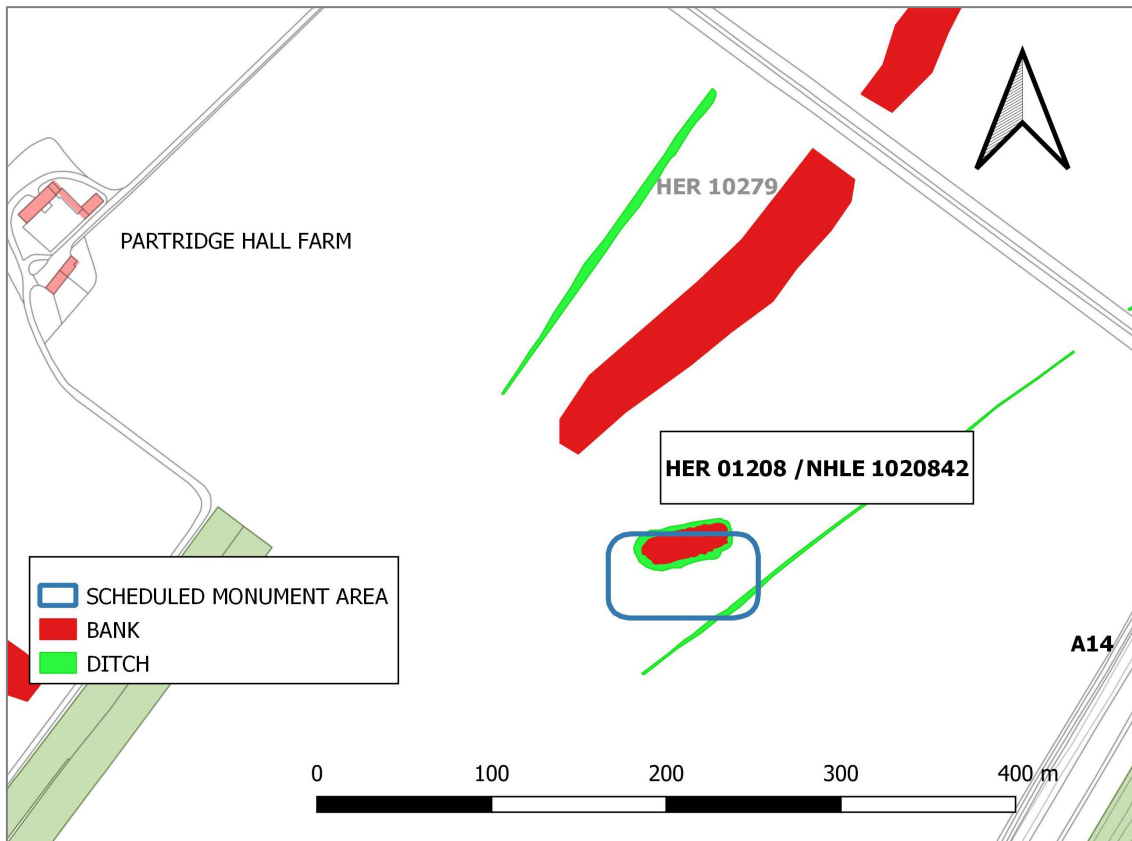 HER 10279
PARTRIDGE HALL FARM
HER 01208 /NHLE 1020842
SCHEDULED MONUMENT AREA
BANK
DITCH
A14
0 100 200 300 400 m